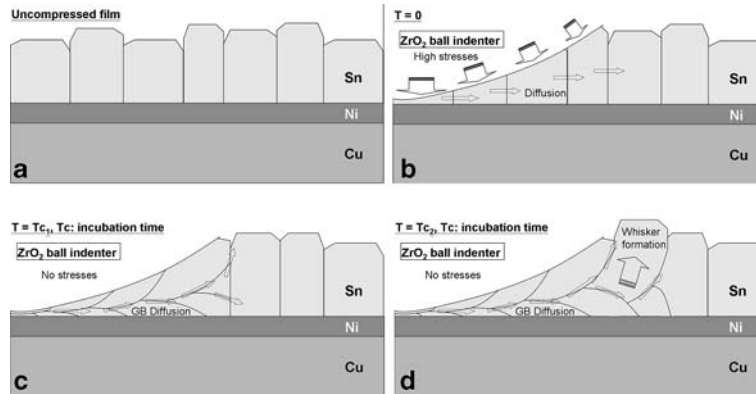 Uncompressed film
Sn
Ni
Cu
a
T = 0
ZrO2 ball indenter
High stresses
Diffusion
Sn
Ni
Cu
b
T = Tc1, Tc: incubation time
ZrO2 ball indenter
No stresses
GB Diffusion
Sn
Ni
Cu
c
T = Tc2, Tc: incubation time
ZrO2 ball indenter
No stresses
Whisker
formation
GB Diffusion
Sn
Ni
Cu
d